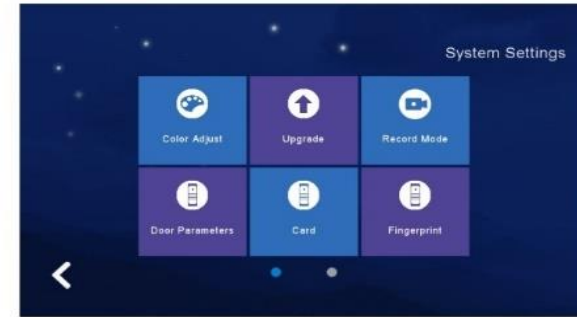 System Settings
Color Adjust
Upgrade
Record Mode
Door Parameters
Card
Fingerprint